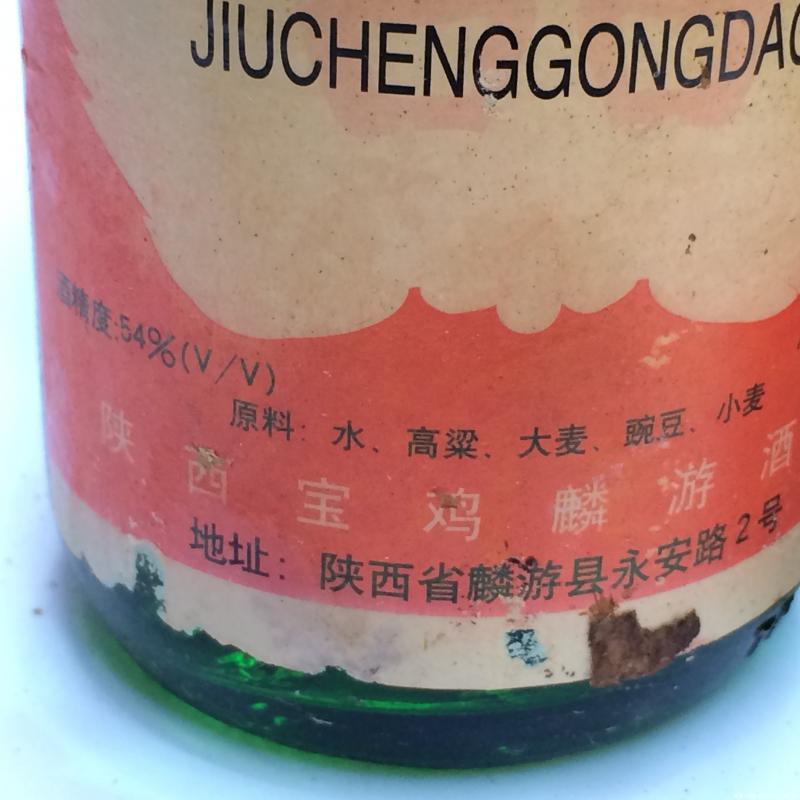 JIUCHENGGONGDAO
酒精度:54%(V/V)
原料: 水、高粱、大麦、豌豆、小麦
陕西宝鸡麟游酒
地址: 陕西省麟游县永安路2号